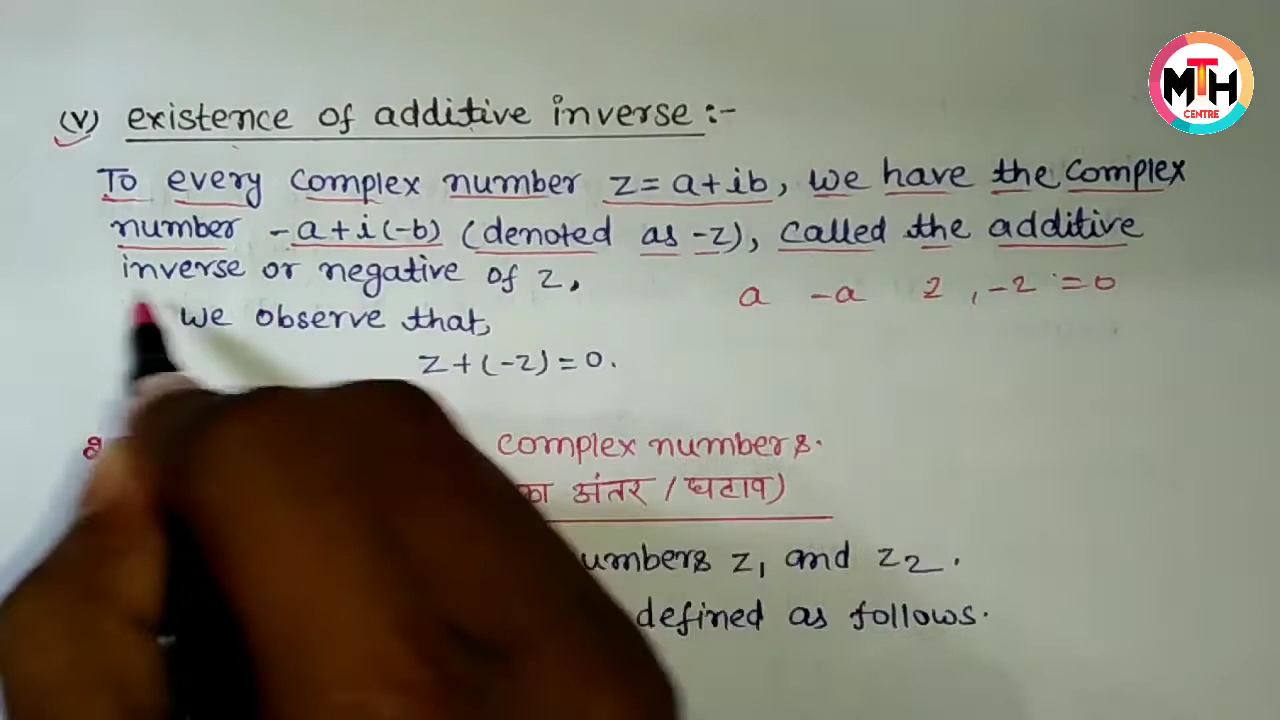 MTH
CENTRE
(V) existence of additive inverse :-
To every complex number z = a+ib, we have the complex
number -a+i(-b) (denoted as -z), called the additive
inverse or negative of z,
a -a 2 , -2 = 0
we observe that,
z+(-z) = 0.
complex numbers.
का अंतर / घटाव)
numbers z₁ and z₂.
defined as follows.